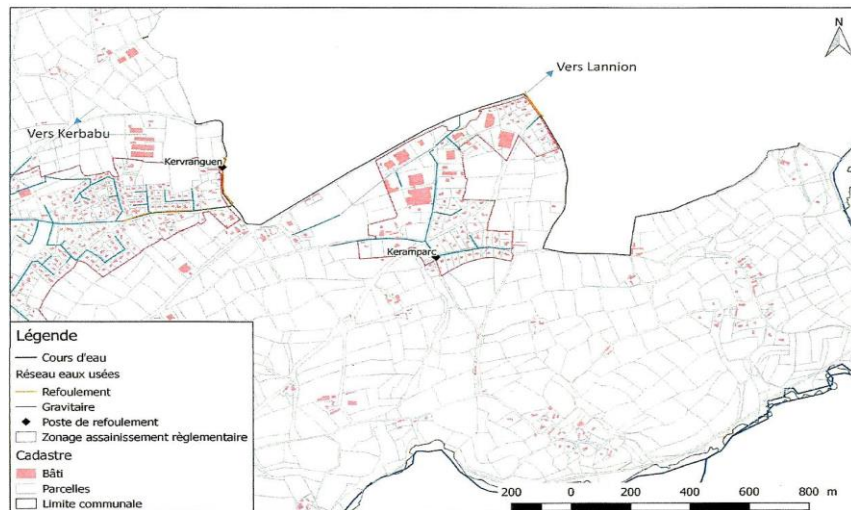 N
Vers Lannion
Vers Kerbabu
Kervranguen
Keramparc
Légende
Cours d'eau
Réseau eaux usées
Refoulement
Gravitaire
Poste de refoulement
Zonage assainissement règlementaire
Cadastre
Bâti
Parcelles
Limite communale
200 0 200 400 600 800 m